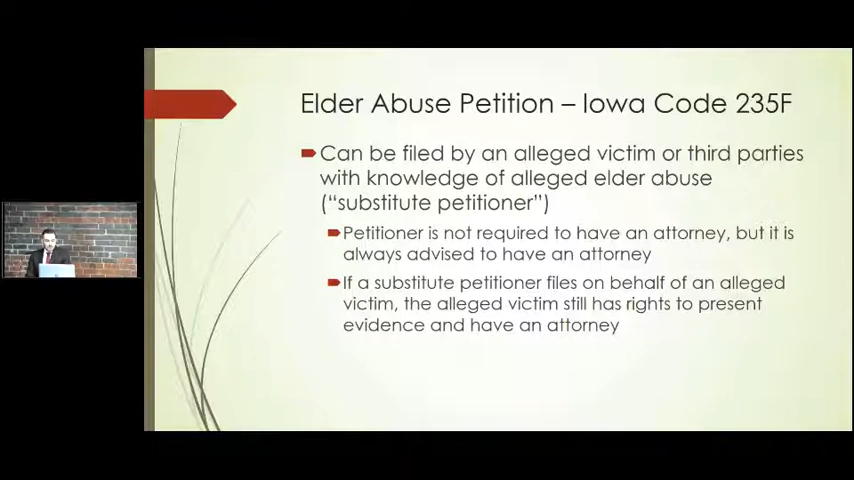 Elder Abuse Petition – Iowa Code 235F
Can be filed by an alleged victim or third parties
with knowledge of alleged elder abuse
(“substitute petitioner”)
Petitioner is not required to have an attorney, but it is
always advised to have an attorney
If a substitute petitioner files on behalf of an alleged
victim, the alleged victim still has rights to present
evidence and have an attorney